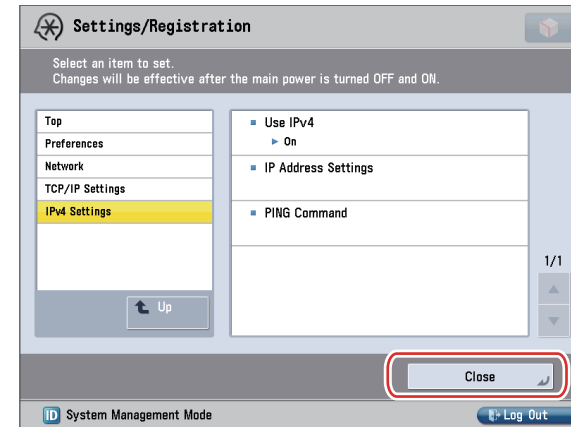 Settings/Registration
Select an item to set.
Changes will be effective after the main power is turned OFF and ON.
Top
Preferences
Network
TCP/IP Settings
IPv4 Settings
Up
Use IPv4
On
IP Address Settings
PING Command
1/1
Close
ID System Management Mode
Log Out